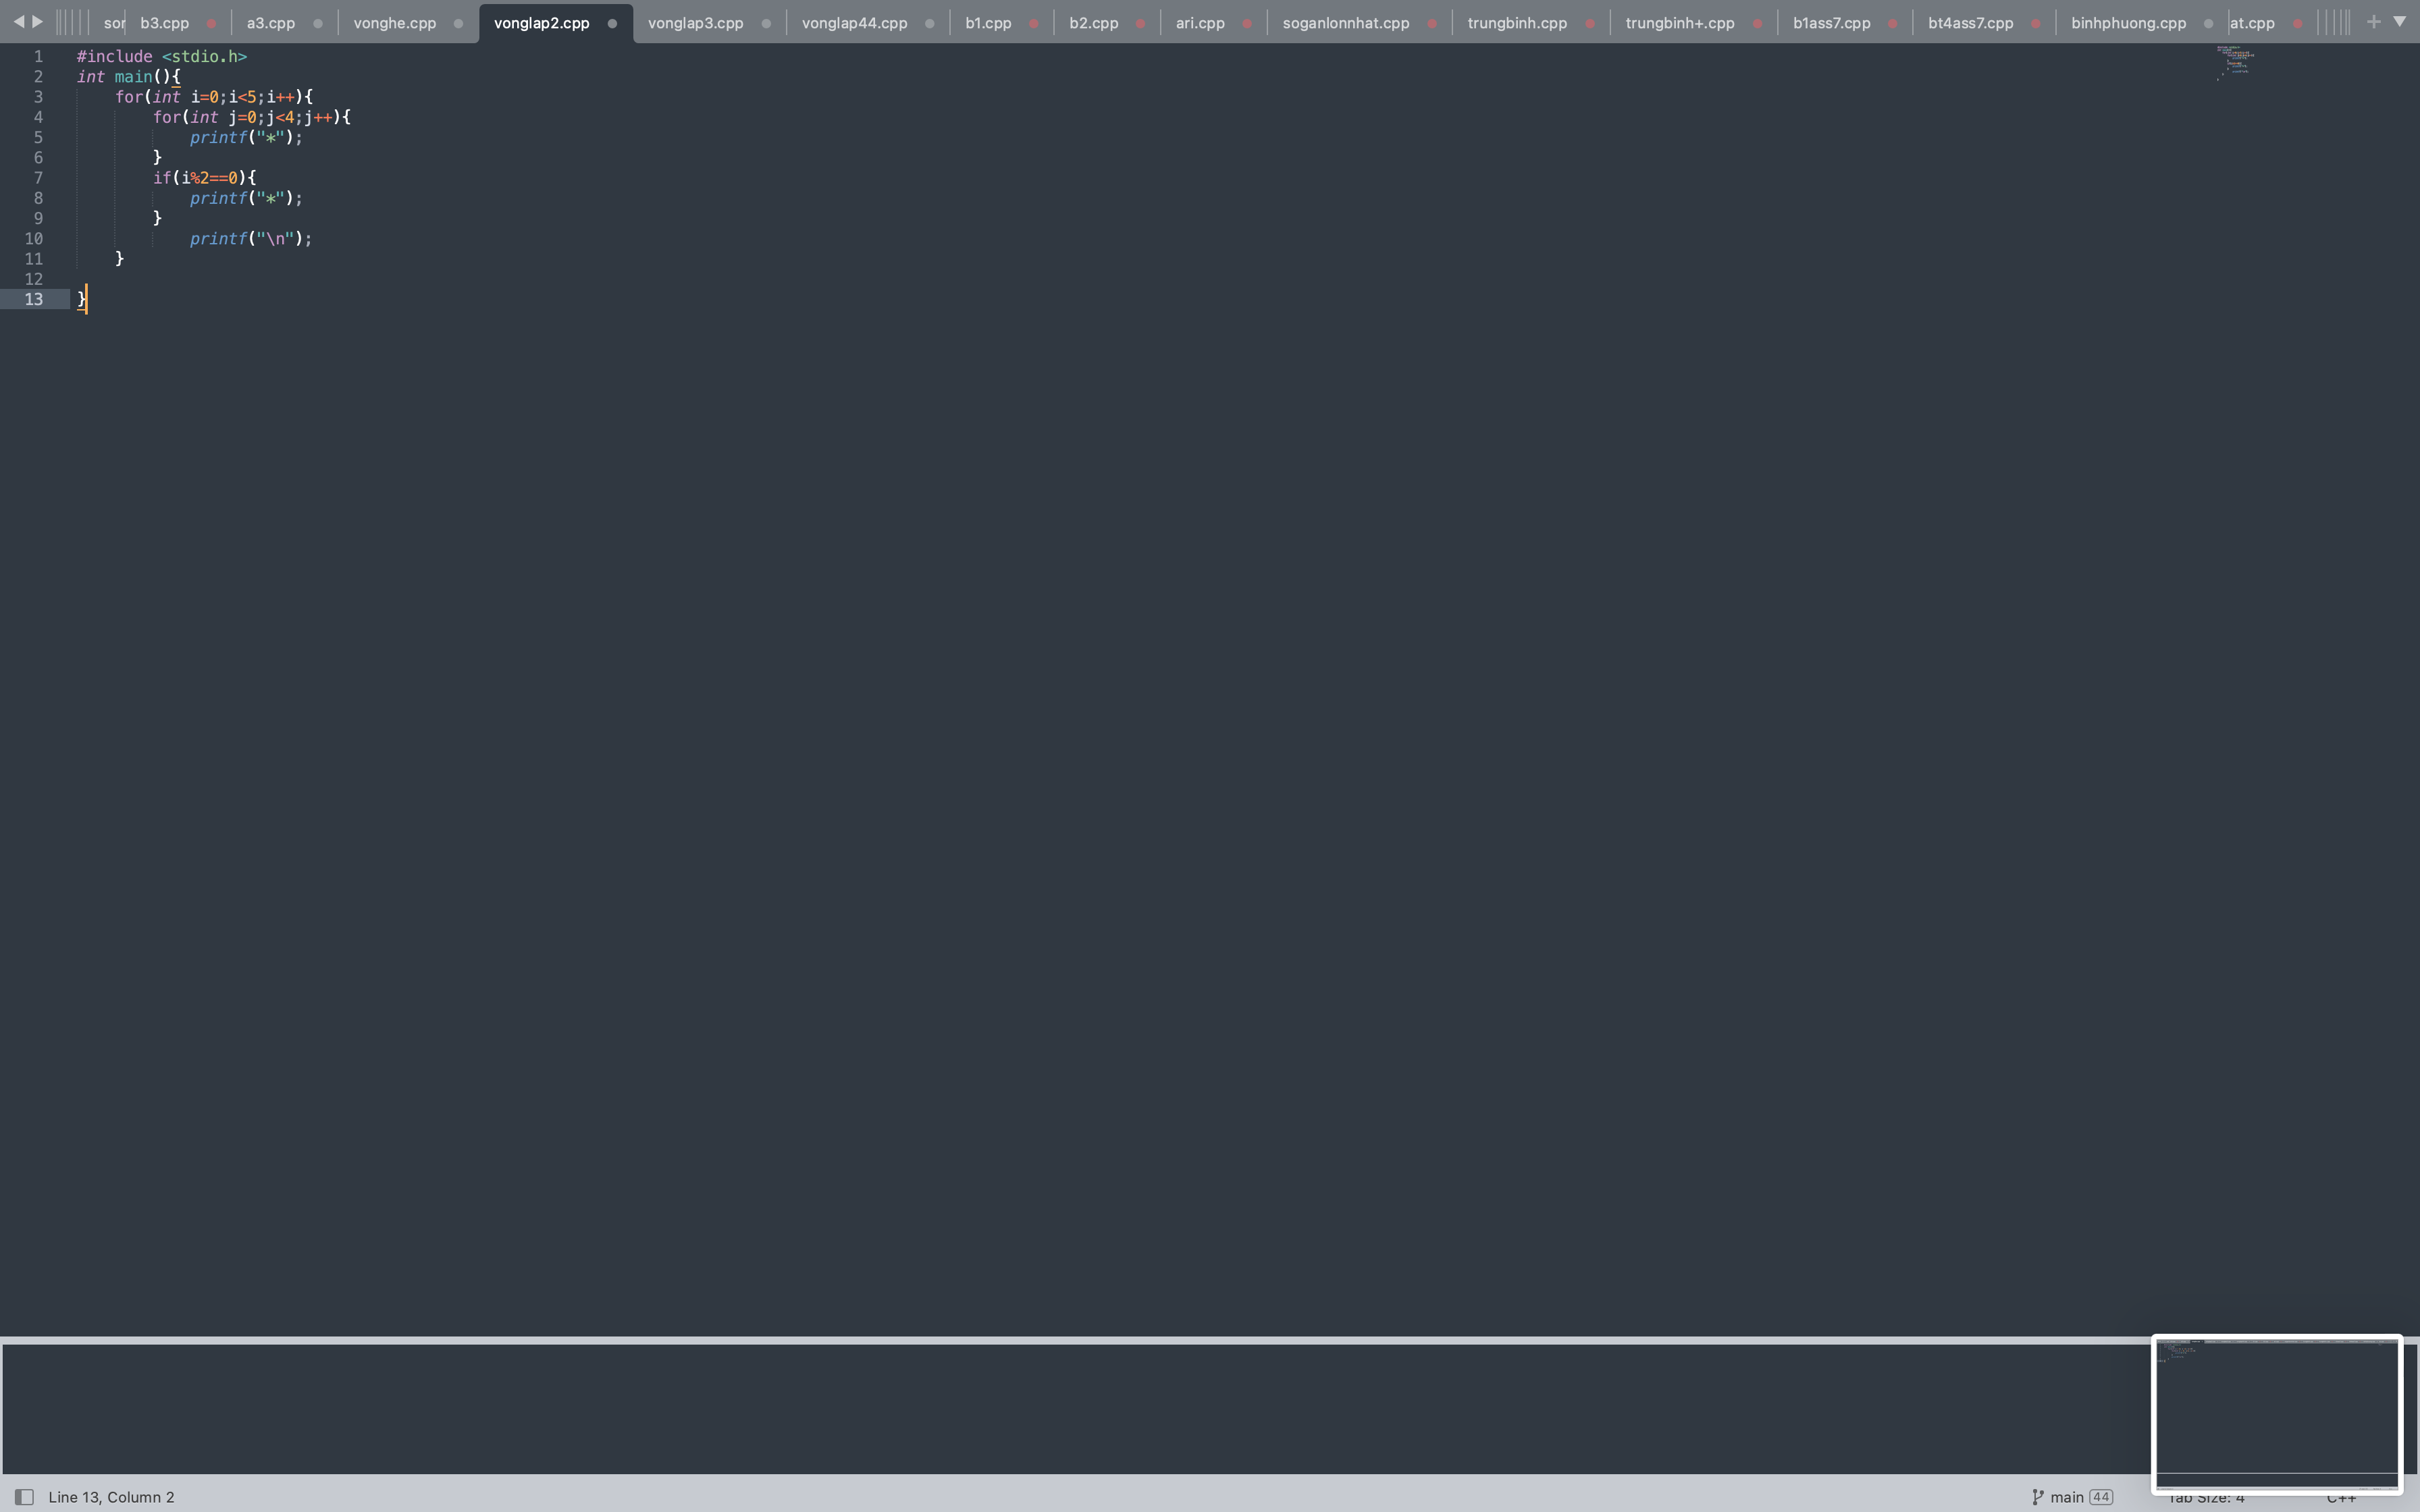 sor b3.cpp a3.cpp vonghe.cpp vonglap2.cpp vonglap3.cpp vonglap44.cpp b1.cpp b2.cpp ari.cpp soganlonnhat.cpp trungbinh.cpp trungbinh+.cpp b1ass7.cpp bt4ass7.cpp binhphuong.cpp at.cpp
1 #include <stdio.h>
2 int main(){
3 for(int i=0;i<5;i++){
4 for(int j=0;j<4;j++){
5 printf("*");
6 }
7 if(i%2==0){
8 printf("*");
9 }
10 printf("\n");
11 }
12
13 }
Line 13, Column 2 main 44 Tab Size: 4 C++